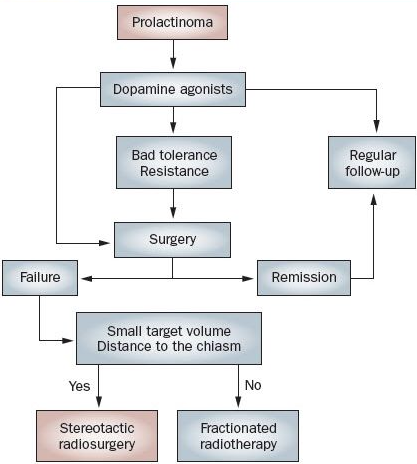 Prolactinoma
Dopamine agonists
Bad tolerance
Resistance
Regular
follow-up
Surgery
Failure
Remission
Small target volume
Distance to the chiasm
Yes
No
Stereotactic
radiosurgery
Fractionated
radiotherapy